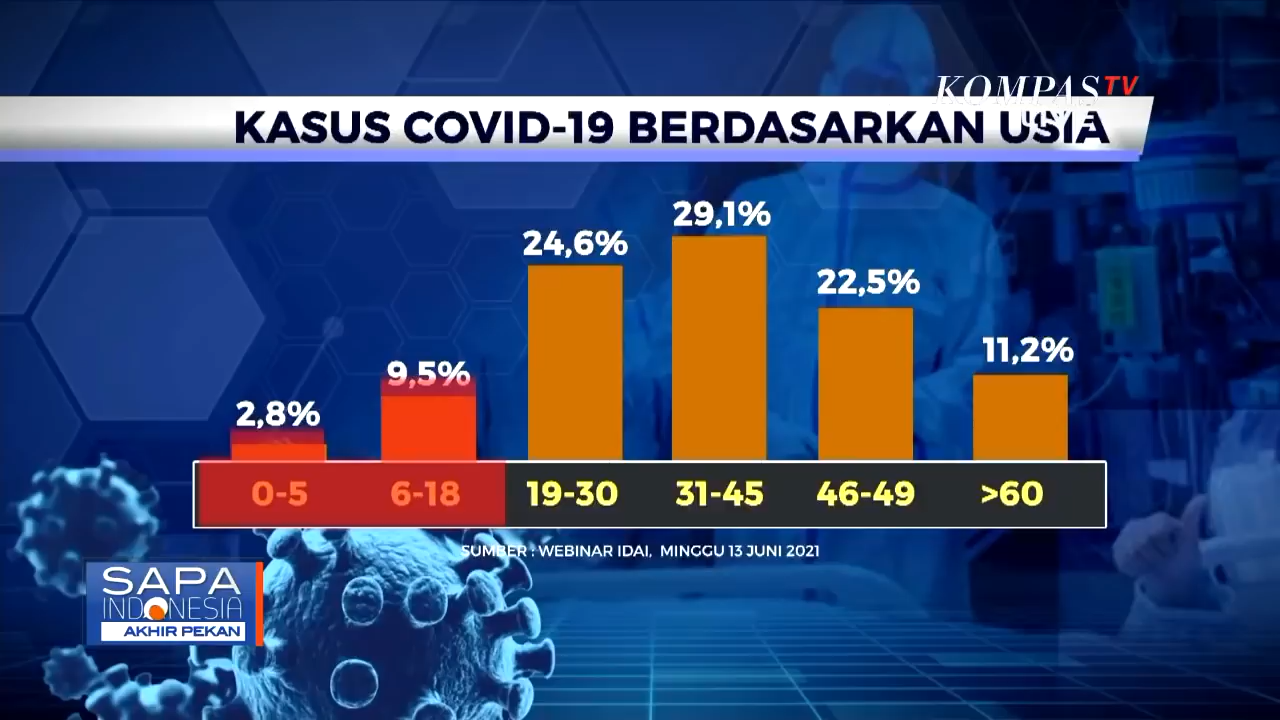 KOMPAS TV
LIVE
KASUS COVID-19 BERDASARKAN USIA
2,8%
9,5%
24,6%
29,1%
22,5%
11,2%
0-5
6-18
19-30
31-45
46-49
>60
SUMBER : WEBINAR IDAI, MINGGU 13 JUNI 2021
SAPA
INDONESIA
AKHIR PEKAN